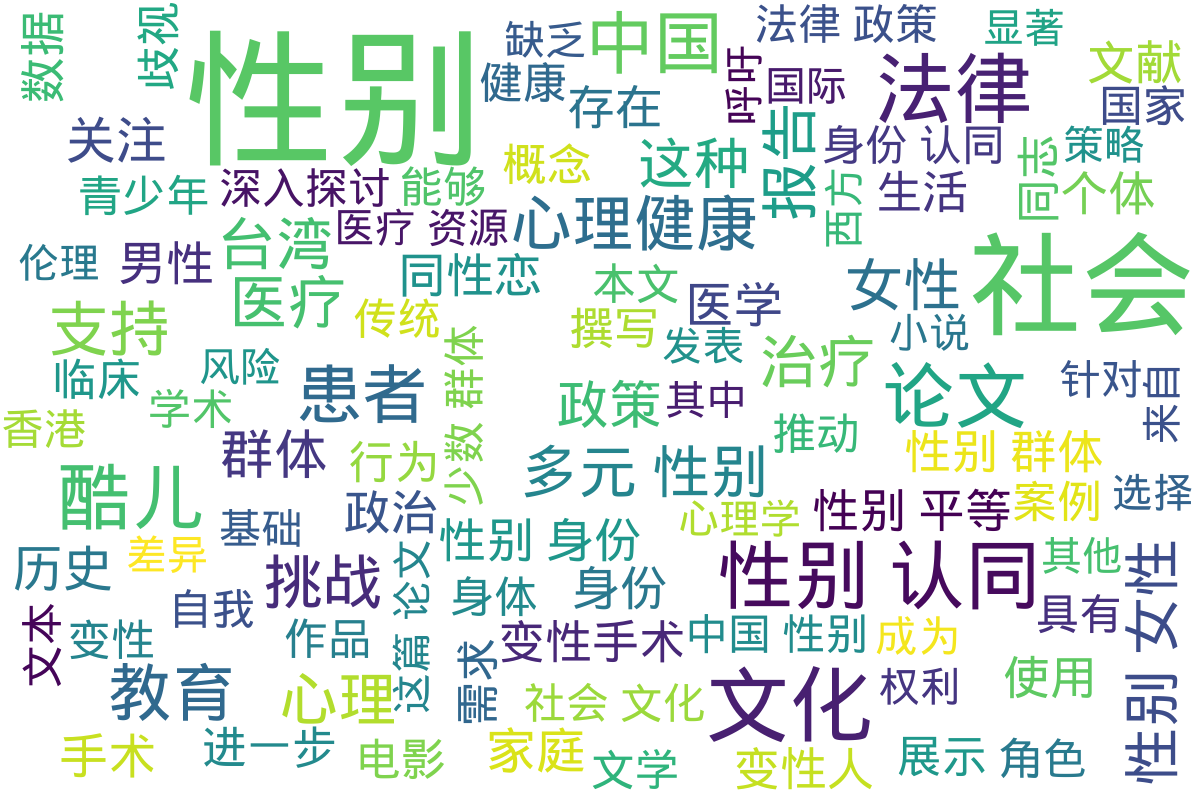 数据
歧视
性别
缺乏
中国
法律 政策
显著
健康
存在
呼吁
国际
法律
文献
国家
关注
概念
这种
报告
身份 认同
同志
策略
青少年
深入探讨
能够
西方
生活
个体
医疗 资源
心理健康
台湾
伦理
男性
同性恋
本文
医疗
医学
女性
社会
支持
传统
撰写
发表
小说
临床
风险
少数 群体
治疗
患者
政策
其中
论文
针对
来自
学术
香港
群体
行为
推动
性别 群体
酷儿
多元 性别
政治
心理学
性别 平等
案例
选择
基础
差异
性别 身份
历史
挑战
这篇 论文
身体
身份
性别 认同
其他
性别 女性
文本
变性
自我
作品
需求
变性手术
中国 性别
成为
具有
教育
心理
社会 文化
文化
权利
使用
手术
进一步
电影
家庭
文学
变性人
展示
角色